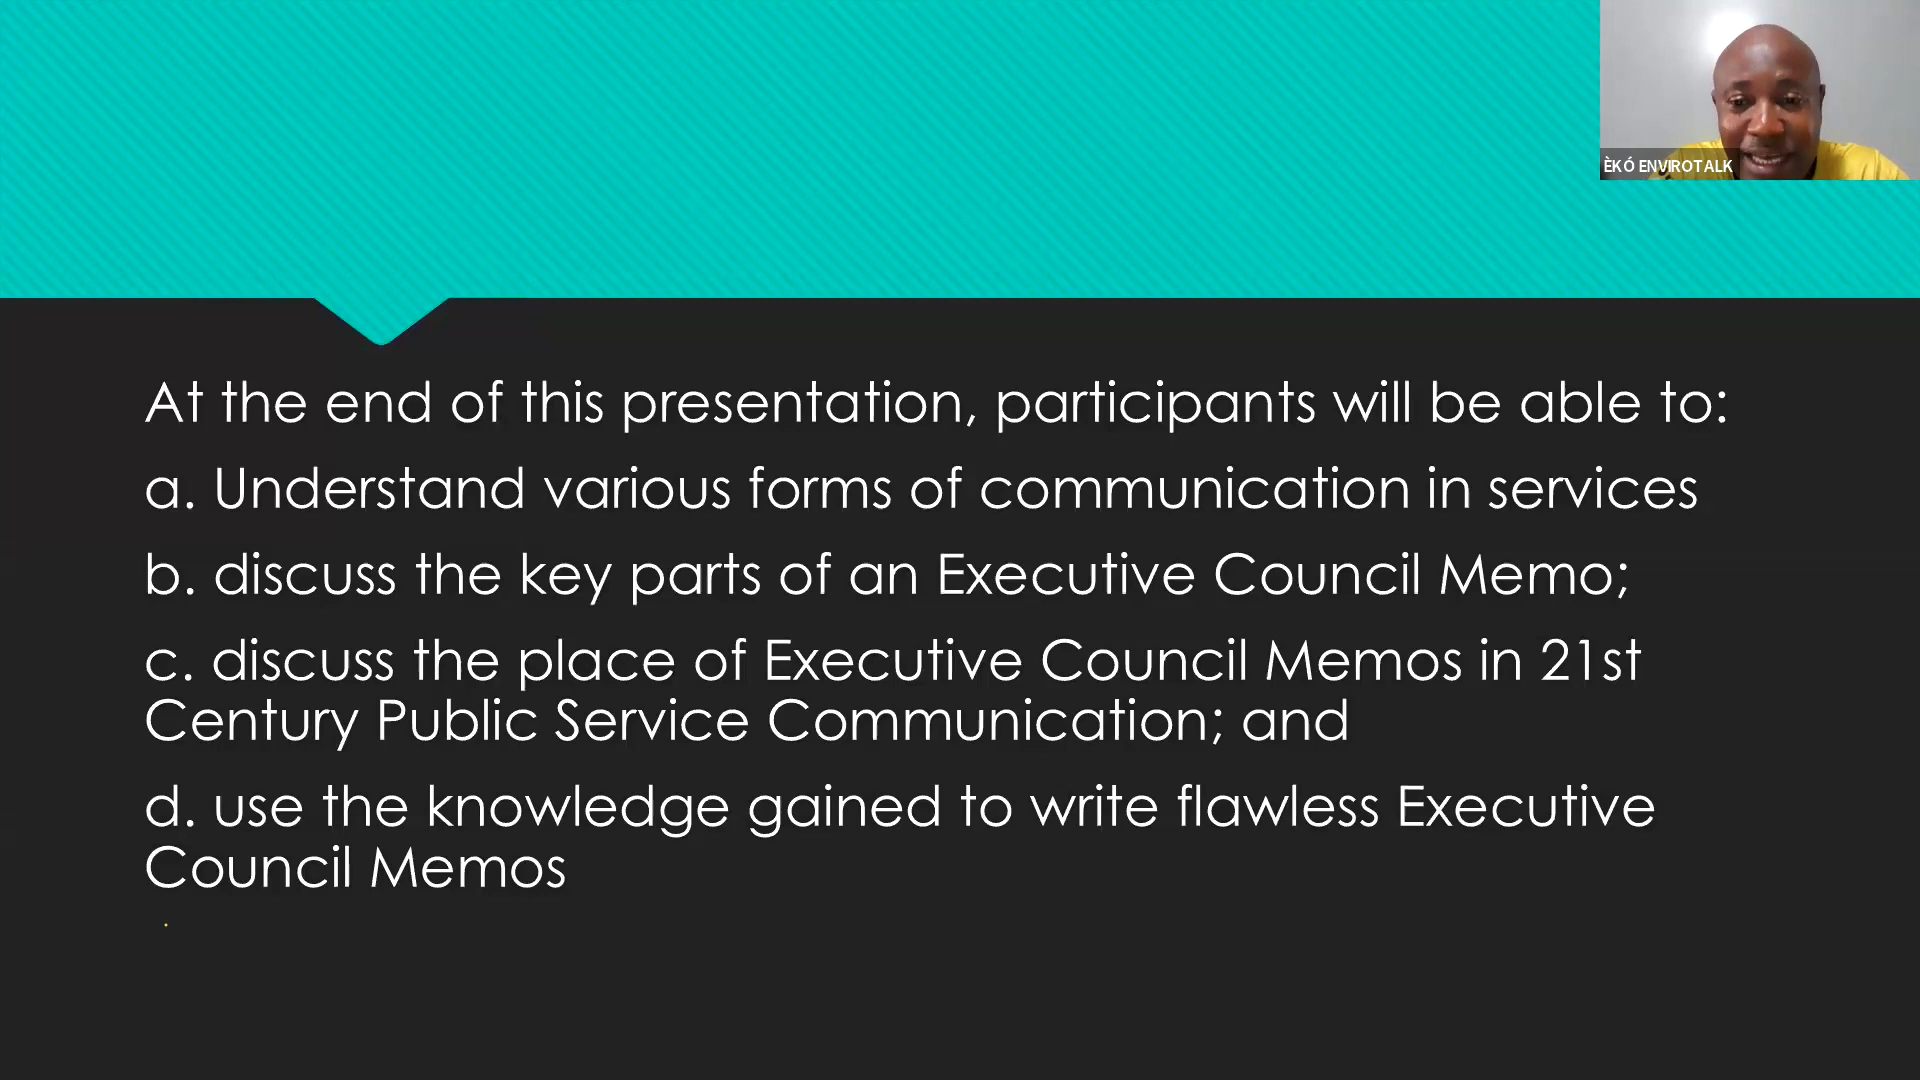 ÈKÓ ENVIROTALK
At the end of this presentation, participants will be able to:
a. Understand various forms of communication in services
b. discuss the key parts of an Executive Council Memo;
c. discuss the place of Executive Council Memos in 21st
Century Public Service Communication; and
d. use the knowledge gained to write flawless Executive
Council Memos